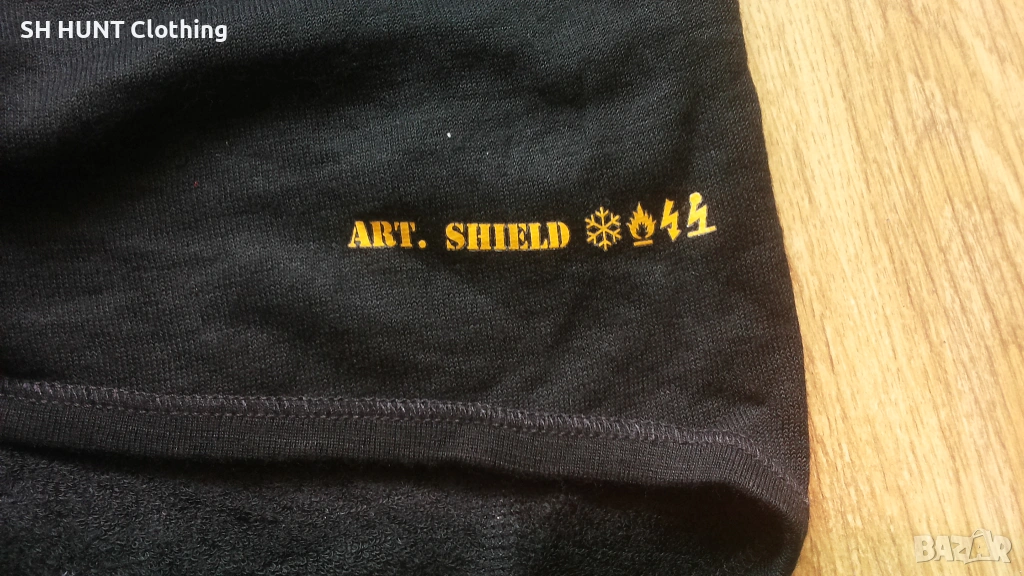 SH HUNT Clothing
ART. SHIELD
BAZAR